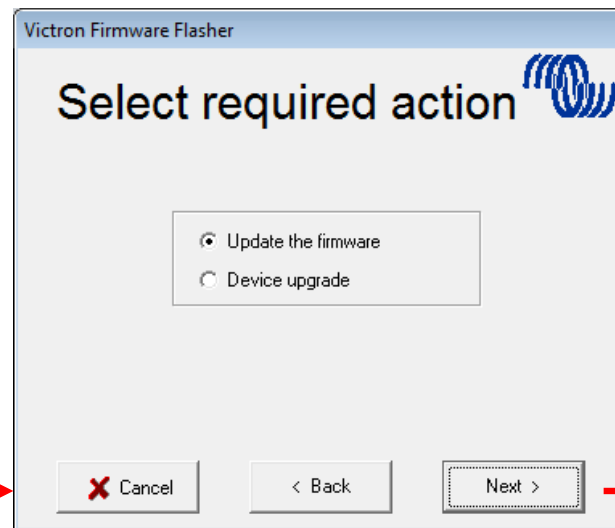 Victron Firmware Flasher
Select required action
Update the firmware
Device upgrade
Cancel
< Back
Next >